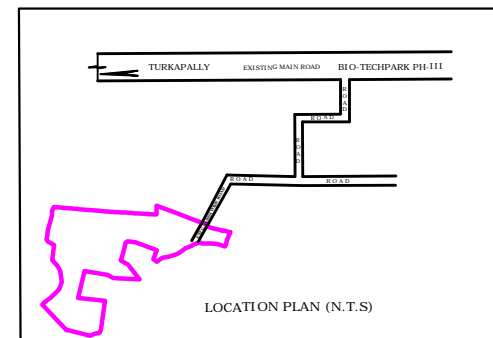 TURKAPALLY EXISTING MAIN ROAD BIO-TECHPARK PH-III
ROAD
ROAD
ROAD
ROAD
ROAD
LOCATION PLAN (N.T.S)